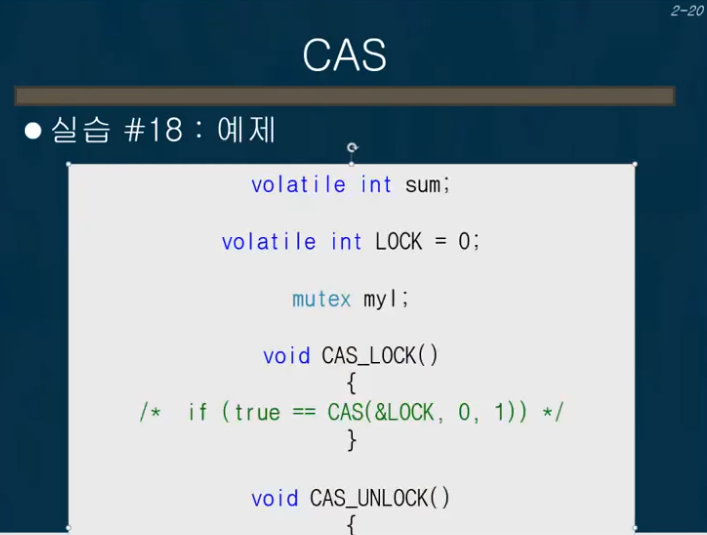 2-20
CAS
●실습 #18 : 예제
volatile int sum;
volatile int LOCK = 0;
mutex myl;
void CAS_LOCK()
{
/*  if (true == CAS(&LOCK, 0, 1)) */
}
void CAS_UNLOCK()
{